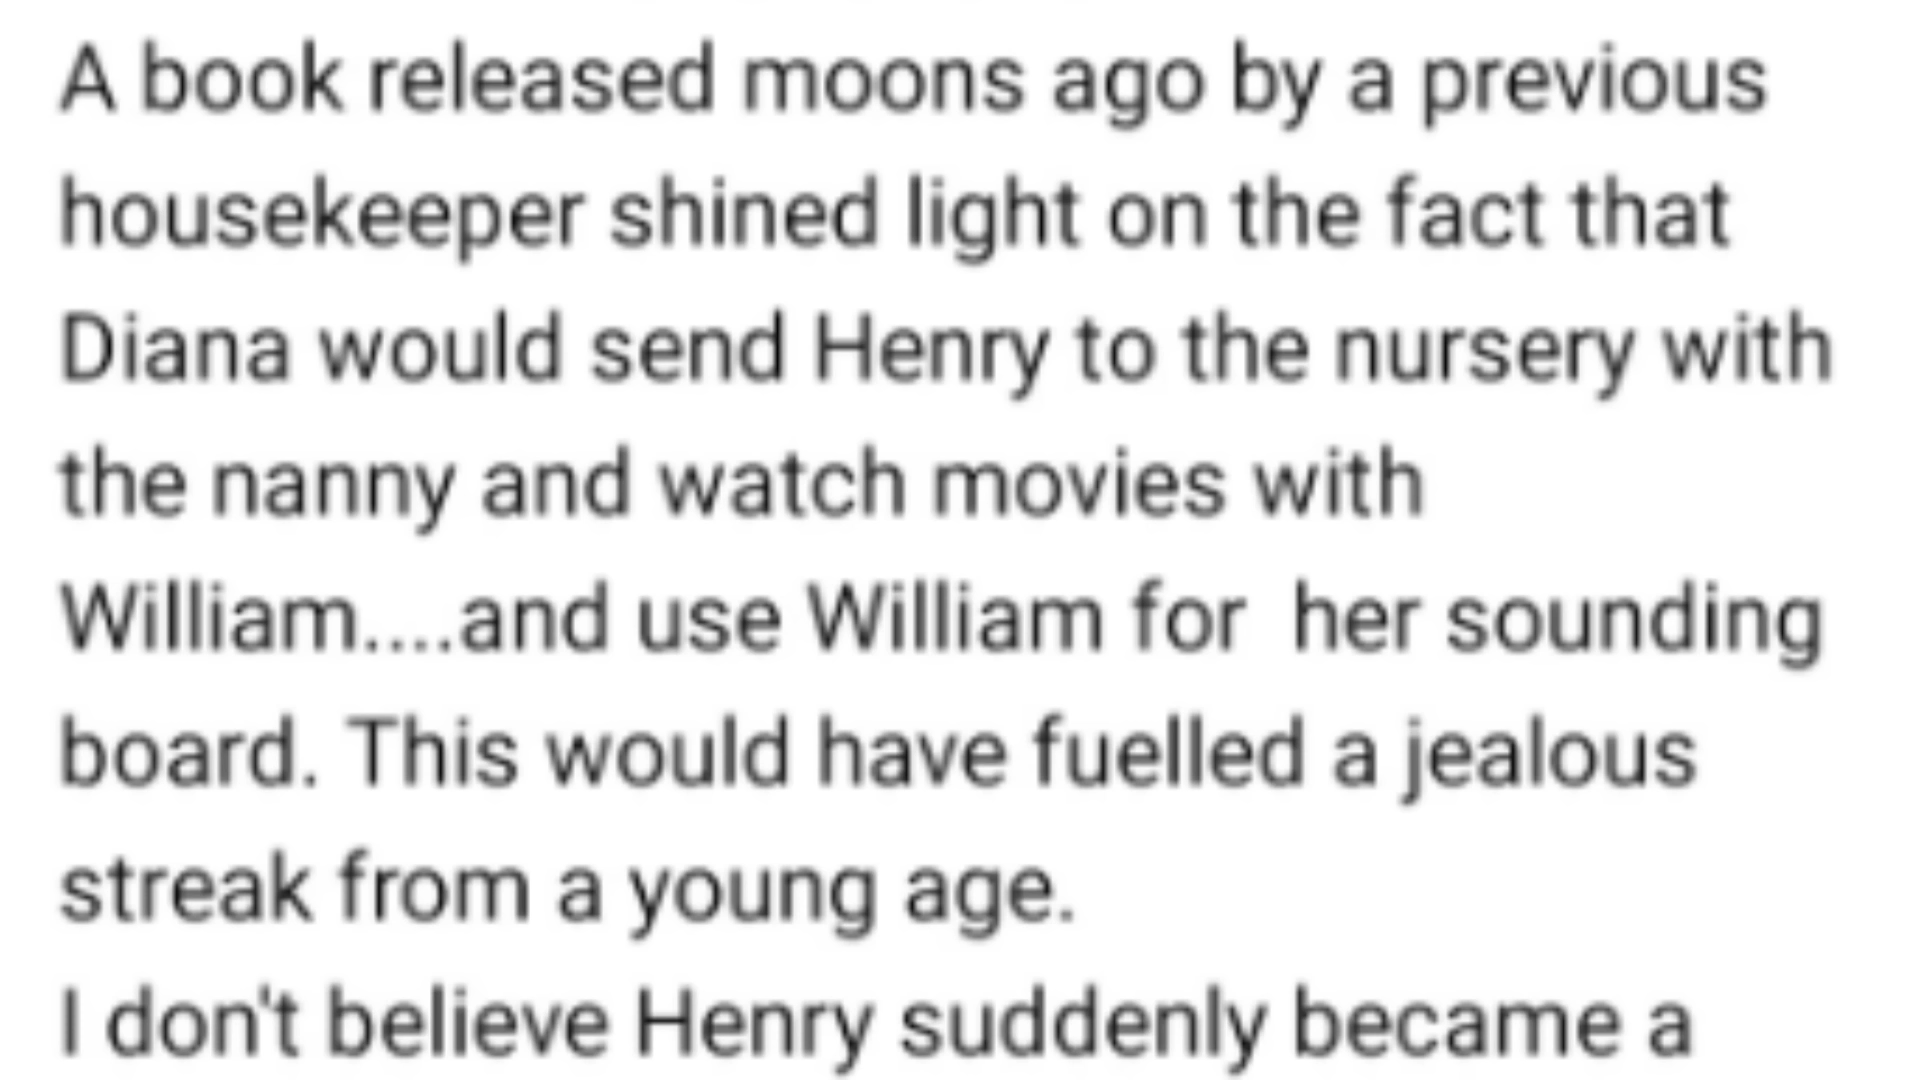 A book released moons ago by a previous
housekeeper shined light on the fact that
Diana would send Henry to the nursery with
the nanny and watch movies with
William....and use William for  her sounding
board. This would have fuelled a jealous
streak from a young age.
I don't believe Henry suddenly became a